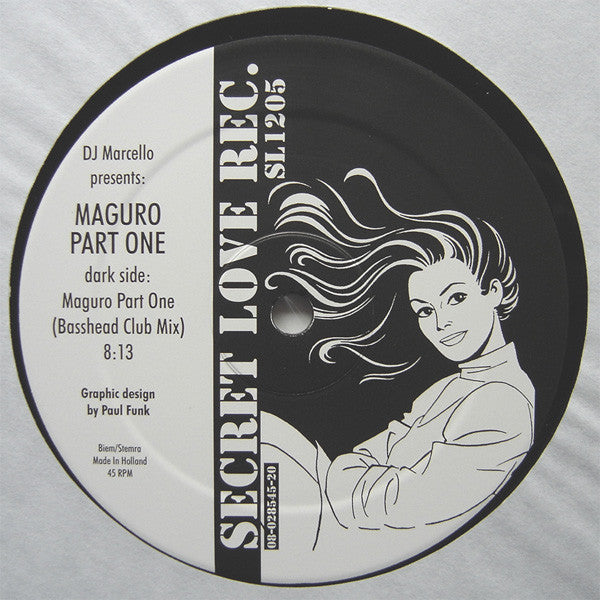 DJ Marcello
presents:
MAGURO
PART ONE
dark side:
Maguro Part One
(Basshead Club Mix)
8:13
Graphic design
by Paul Funk
Biem/Stemra
Made In Holland
45 RPM
SECRET LOVE REC.
SL1205
08-028545-20